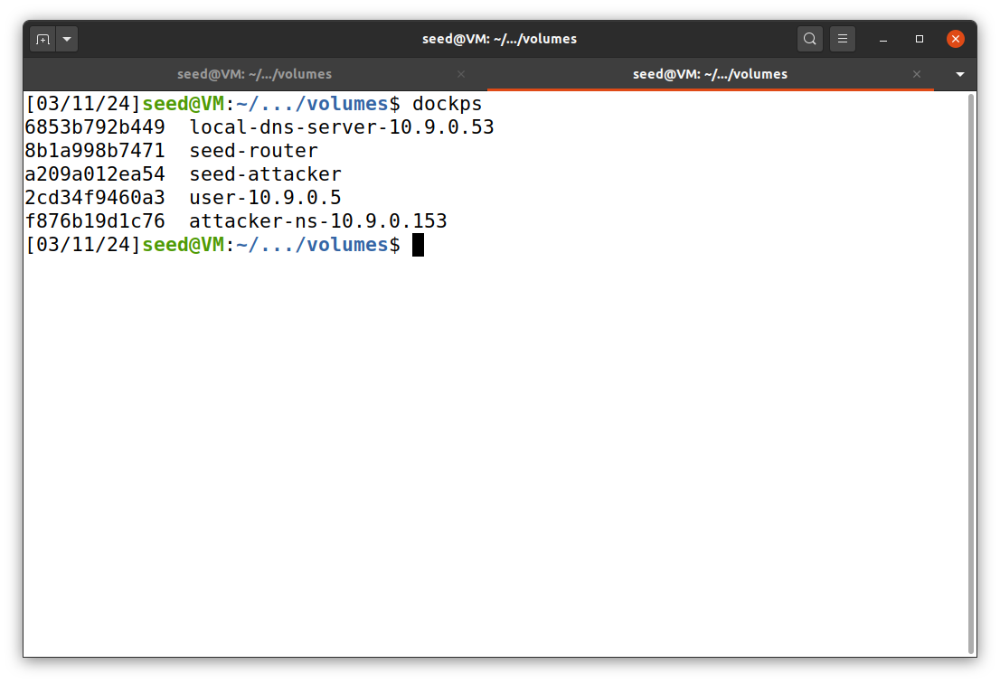 seed@VM: ~/.../volumes
seed@VM: ~/.../volumes
seed@VM: ~/.../volumes
[03/11/24]seed@VM:~/.../volumes$ dockps
6853b792b449  local-dns-server-10.9.0.53
8b1a998b7471  seed-router
a209a012ea54  seed-attacker
2cd34f9460a3  user-10.9.0.5
f876b19d1c76  attacker-ns-10.9.0.153
[03/11/24]seed@VM:~/.../volumes$